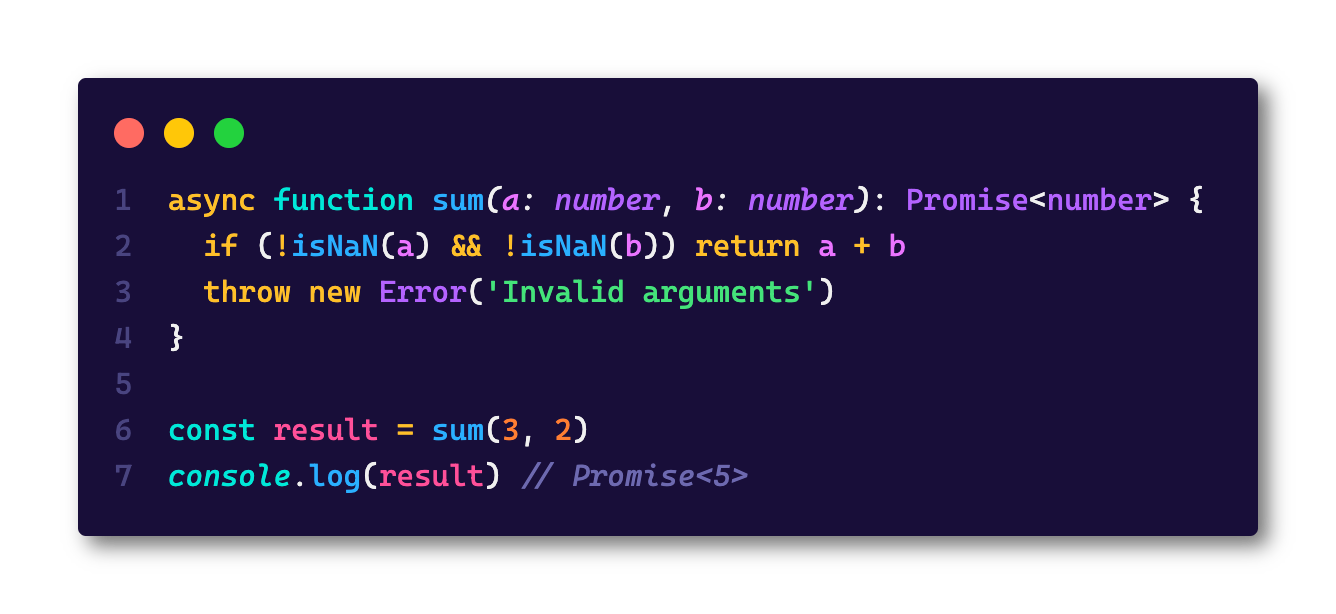 1 async function sum(a: number, b: number): Promise<number> {
2   if (!isNaN(a) && !isNaN(b)) return a + b
3   throw new Error('Invalid arguments')
4 }
5
6 const result = sum(3, 2)
7 console.log(result) // Promise<5>